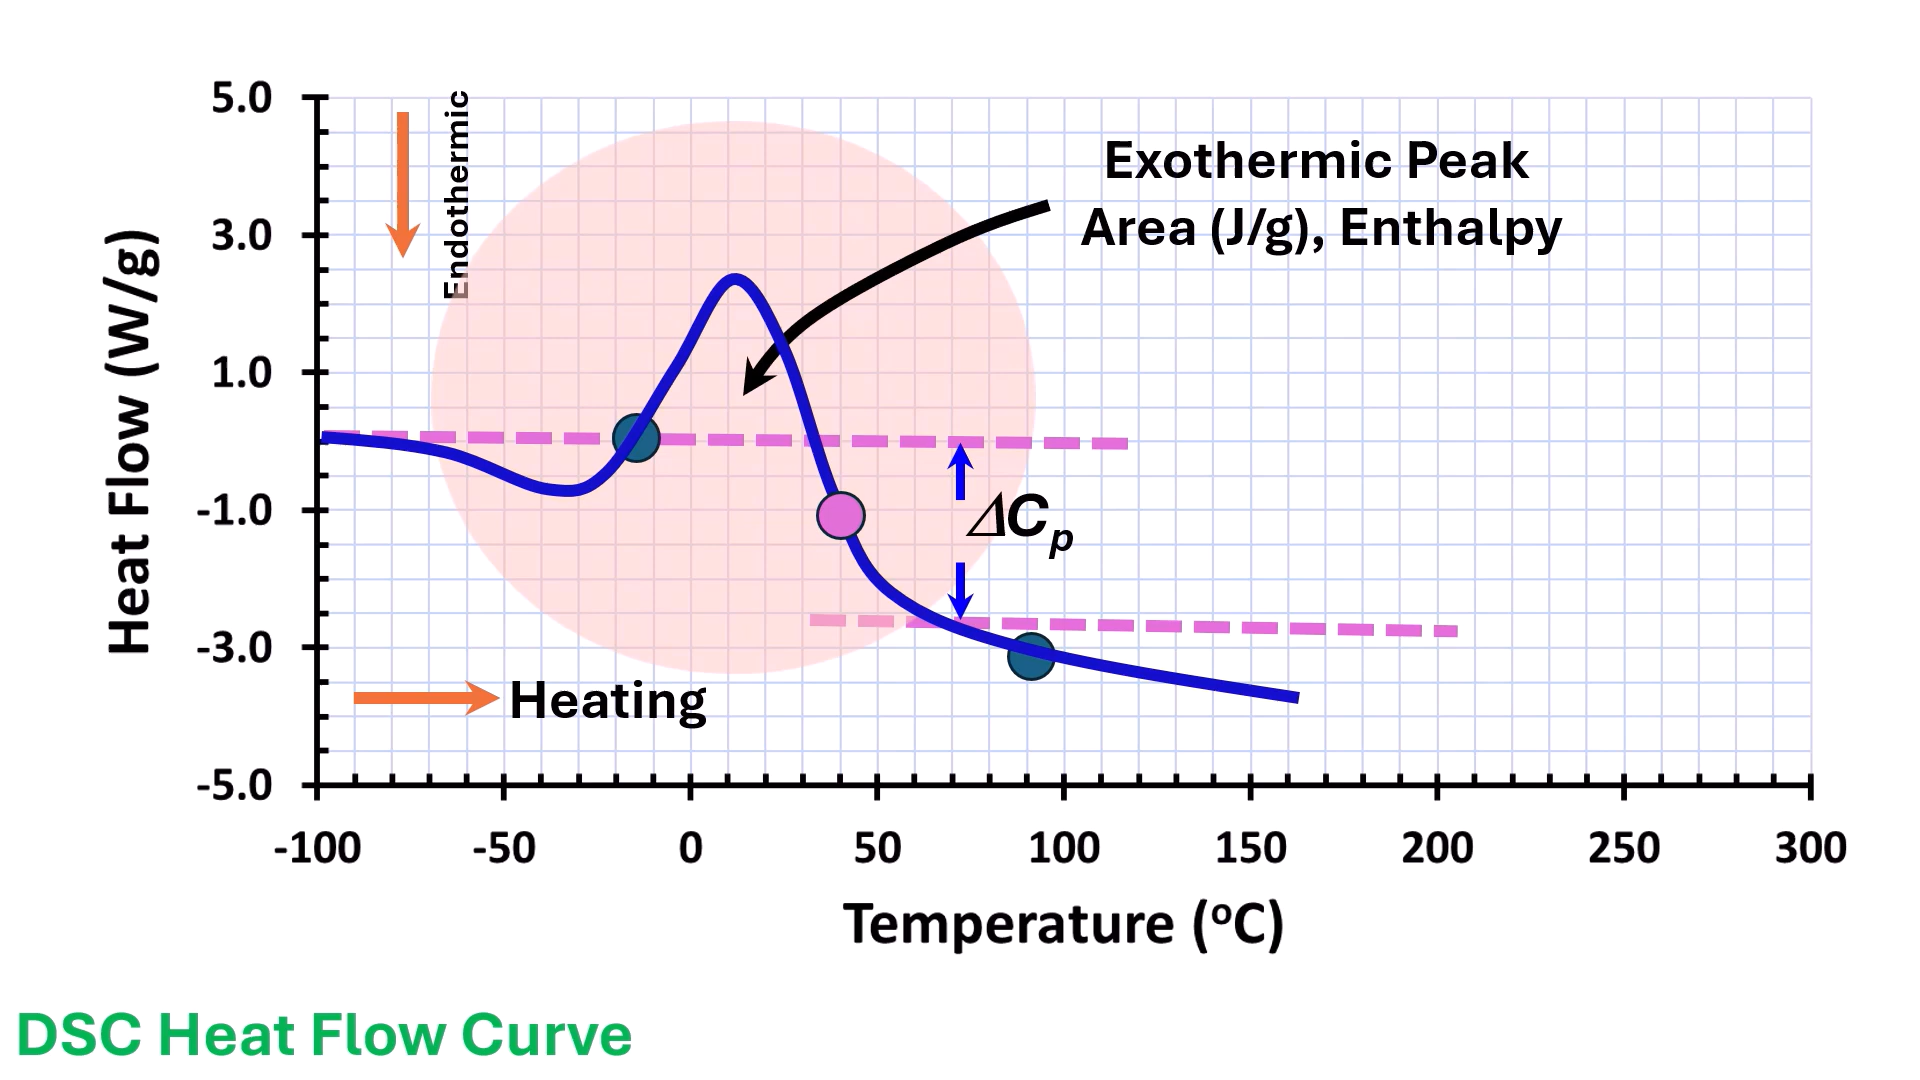 5.0
3.0
1.0
-1.0
-3.0
-5.0
Heat Flow (W/g)
Endothermic
Exothermic Peak
Area (J/g), Enthalpy
ΔCp
Heating
-100 -50 0 50 100 150 200 250 300
Temperature (oC)
DSC Heat Flow Curve